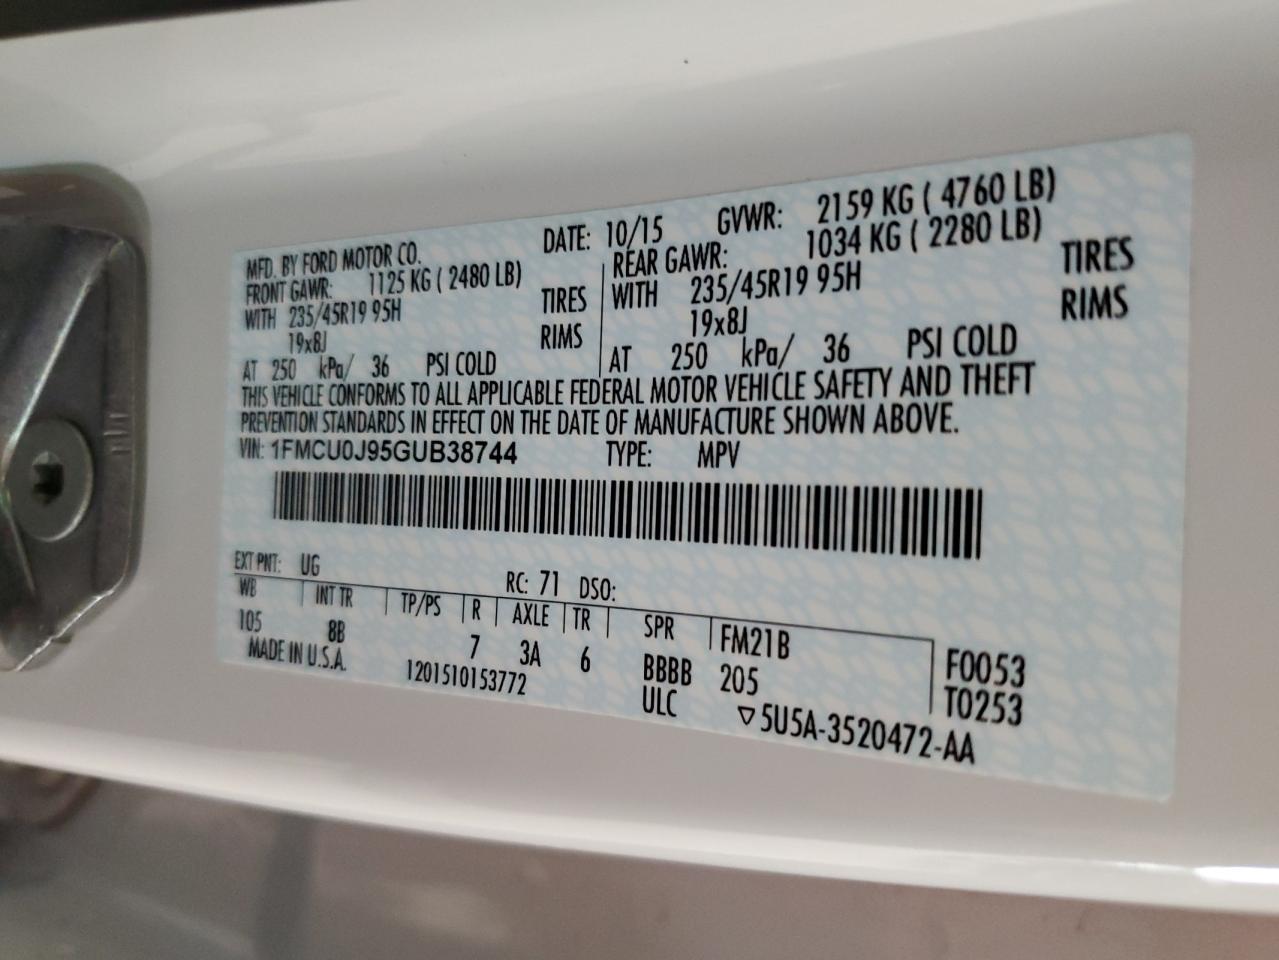 MFD. BY FORD MOTOR CO. DATE: 10/15 GVWR: 2159 KG ( 4760 LB)
FRONT GAWR: 1125 KG ( 2480 LB) REAR GAWR: 1034 KG ( 2280 LB)
WITH 235/45R19 95H TIRES WITH 235/45R19 95H TIRES
19x8J RIMS 19x8J RIMS
AT 250 kPa/ 36 PSI COLD AT 250 kPa/ 36 PSI COLD
THIS VEHICLE CONFORMS TO ALL APPLICABLE FEDERAL MOTOR VEHICLE SAFETY AND THEFT
PREVENTION STANDARDS IN EFFECT ON THE DATE OF MANUFACTURE SHOWN ABOVE.
VIN: 1FMCU0J95GUB38744 TYPE: MPV
EXT PNT: UG RC: 71 DSO:
WB INT TR TP/PS R AXLE TR SPR FM21B F0053
105 8B 7 3A 6 BBBB 205 T0253
MADE IN U.S.A. 1201510153772 ULC ▽5U5A-3520472-AA